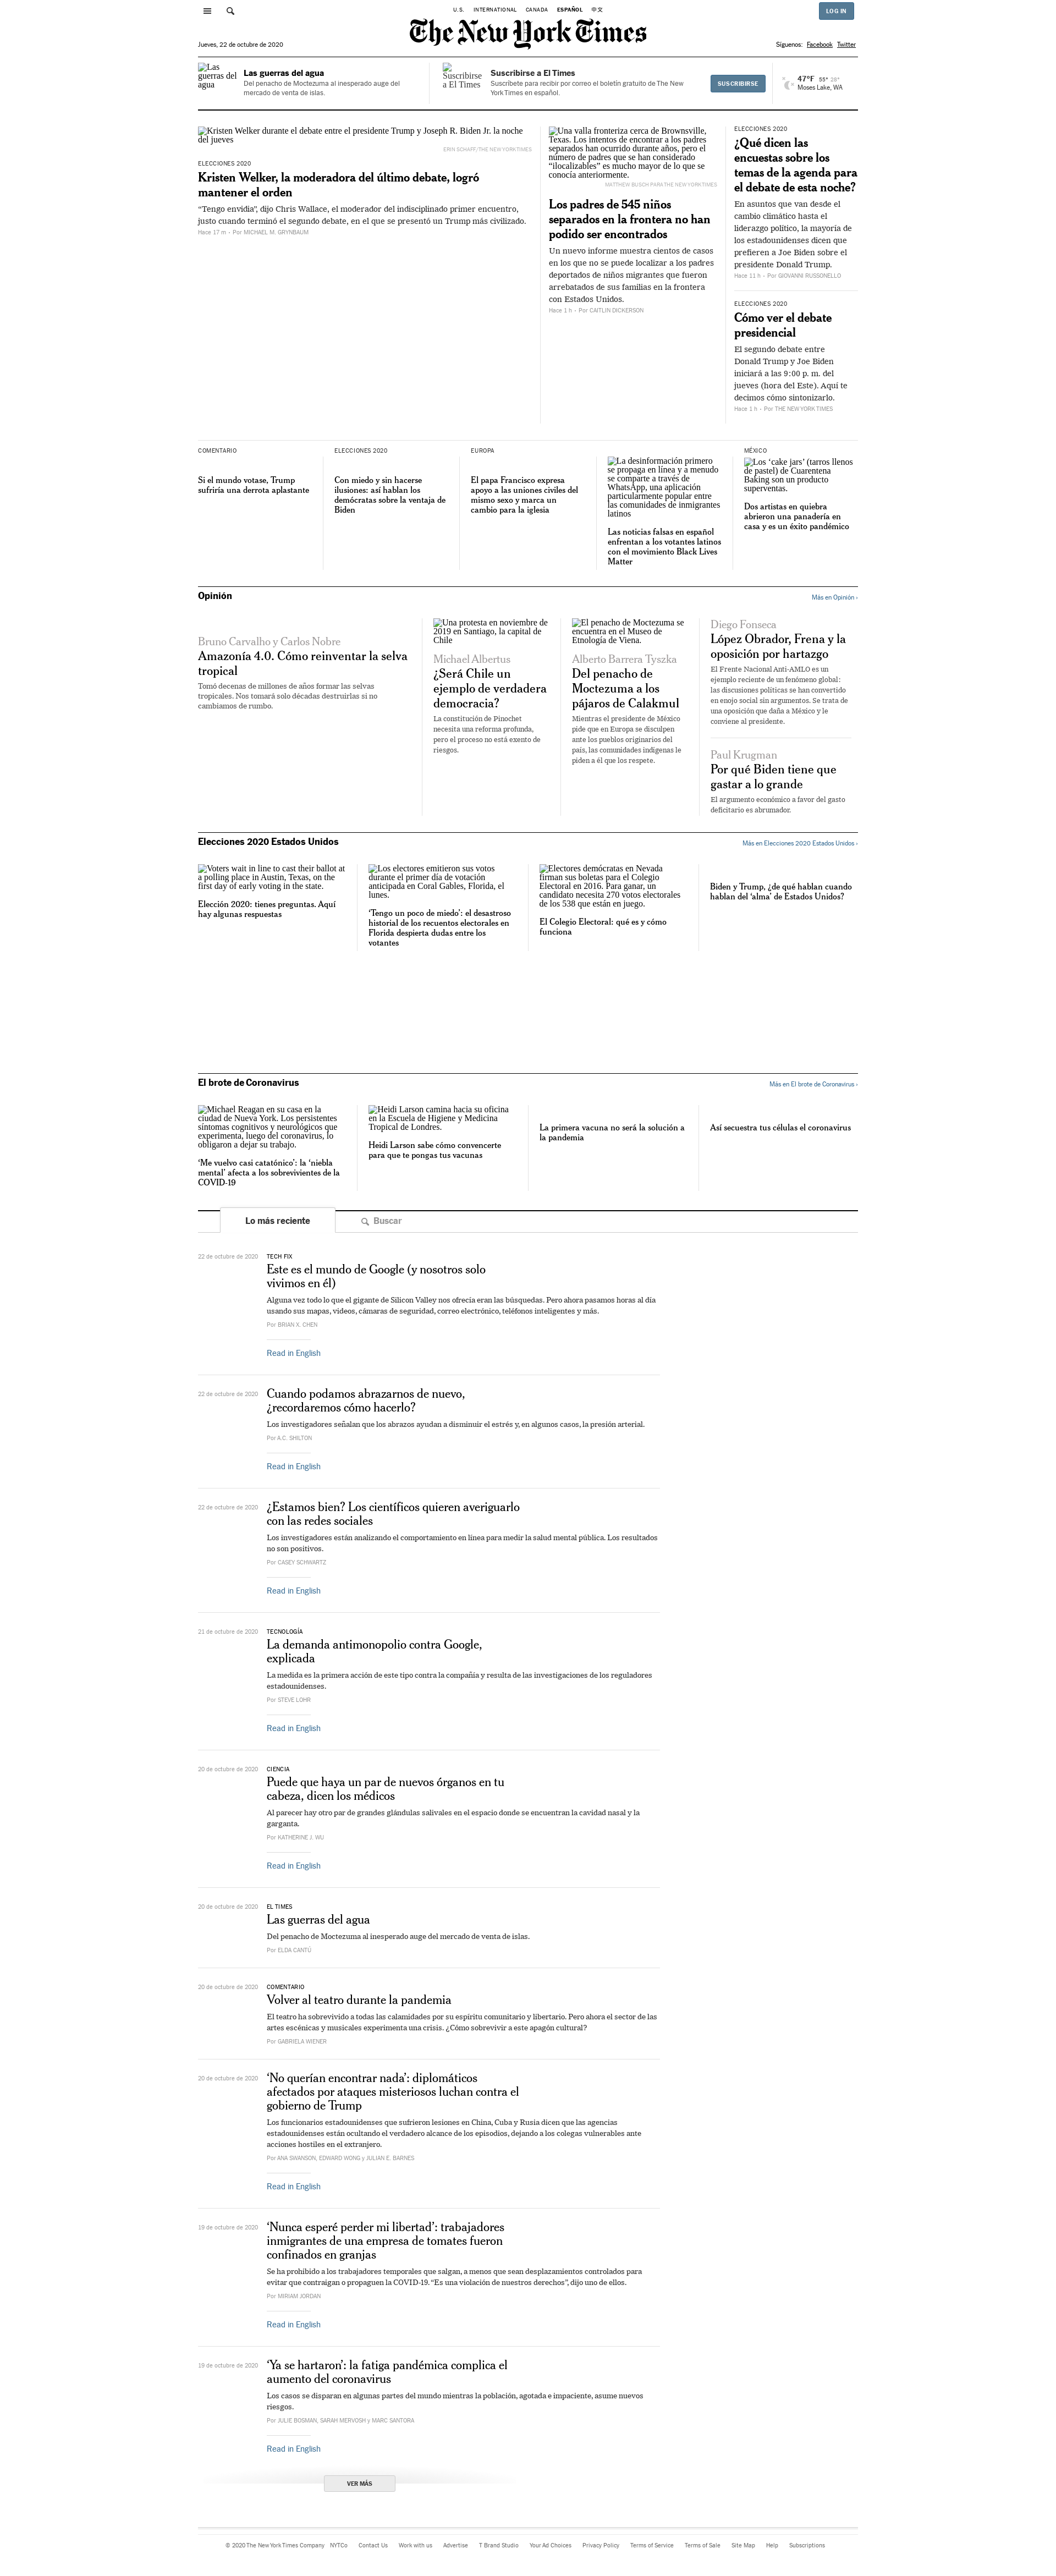 U.S. INTERNATIONAL CANADA ESPAÑOL 中文
LOG IN
The New York Times
Jueves, 22 de octubre de 2020
Síguenos: Facebook Twitter
Las guerras del agua
Las guerras del agua
Del penacho de Moctezuma al inesperado auge del
mercado de venta de islas.
Suscribirse a El Times
Suscribirse a El Times
Suscríbete para recibir por correo el boletín gratuito de The New
York Times en español.
SUSCRIBIRSE
47°F 55° 28°
Moses Lake, WA
Kristen Welker durante el debate entre el presidente Trump y Joseph R. Biden Jr. la noche
del jueves
ERIN SCHAFF/THE NEW YORK TIMES
ELECCIONES 2020
Kristen Welker, la moderadora del último debate, logró
mantener el orden
“Tengo envidia”, dijo Chris Wallace, el moderador del indisciplinado primer encuentro,
justo cuando terminó el segundo debate, en el que se presentó un Trump más civilizado.
Hace 17 m • Por MICHAEL M. GRYNBAUM
Una valla fronteriza cerca de Brownsville,
Texas. Los intentos de encontrar a los padres
separados han ocurrido durante años, pero el
número de padres que se han considerado
“ilocalizables” es mucho mayor de lo que se
conocía anteriormente.
MATTHEW BUSCH PARA THE NEW YORK TIMES
Los padres de 545 niños
separados en la frontera no han
podido ser encontrados
Un nuevo informe muestra cientos de casos
en los que no se puede localizar a los padres
deportados de niños migrantes que fueron
arrebatados de sus familias en la frontera
con Estados Unidos.
Hace 1 h • Por CAITLIN DICKERSON
ELECCIONES 2020
¿Qué dicen las
encuestas sobre los
temas de la agenda para
el debate de esta noche?
En asuntos que van desde el
cambio climático hasta el
liderazgo político, la mayoría de
los estadounidenses dicen que
prefieren a Joe Biden sobre el
presidente Donald Trump.
Hace 11 h • Por GIOVANNI RUSSONELLO
ELECCIONES 2020
Cómo ver el debate
presidencial
El segundo debate entre
Donald Trump y Joe Biden
iniciará a las 9:00 p. m. del
jueves (hora del Este). Aquí te
decimos cómo sintonizarlo.
Hace 1 h • Por THE NEW YORK TIMES
COMENTARIO
Si el mundo votase, Trump
sufriría una derrota aplastante
ELECCIONES 2020
Con miedo y sin hacerse
ilusiones: así hablan los
demócratas sobre la ventaja de
Biden
EUROPA
El papa Francisco expresa
apoyo a las uniones civiles del
mismo sexo y marca un
cambio para la iglesia
La desinformación primero
se propaga en línea y a menudo
se comparte a través de
WhatsApp, una aplicación
particularmente popular entre
las comunidades de inmigrantes
latinos
Las noticias falsas en español
enfrentan a los votantes latinos
con el movimiento Black Lives
Matter
MÉXICO
Los ‘cake jars’ (tarros llenos
de pastel) de Cuarentena
Baking son un producto
superventas.
Dos artistas en quiebra
abrieron una panadería en
casa y es un éxito pandémico
Opinión
Más en Opinión ›
Bruno Carvalho y Carlos Nobre
Amazonía 4.0. Cómo reinventar la selva
tropical
Tomó decenas de millones de años formar las selvas
tropicales. Nos tomará solo décadas destruirlas si no
cambiamos de rumbo.
Una protesta en noviembre de
2019 en Santiago, la capital de
Chile
Michael Albertus
¿Será Chile un
ejemplo de verdadera
democracia?
La constitución de Pinochet
necesita una reforma profunda,
pero el proceso no está exento de
riesgos.
El penacho de Moctezuma se
encuentra en el Museo de
Etnología de Viena.
Alberto Barrera Tyszka
Del penacho de
Moctezuma a los
pájaros de Calakmul
Mientras el presidente de México
pide que en Europa se disculpen
ante los pueblos originarios del
país, las comunidades indígenas le
piden a él que los respete.
Diego Fonseca
López Obrador, Frena y la
oposición por hartazgo
El Frente Nacional Anti-AMLO es un
ejemplo reciente de un fenómeno global:
las discusiones políticas se han convertido
en enojo social sin argumentos. Se trata de
una oposición que daña a México y le
conviene al presidente.
Paul Krugman
Por qué Biden tiene que
gastar a lo grande
El argumento económico a favor del gasto
deficitario es abrumador.
Elecciones 2020 Estados Unidos
Más en Elecciones 2020 Estados Unidos ›
Voters wait in line to cast their ballot at
a polling place in Austin, Texas, on the
first day of early voting in the state.
Elección 2020: tienes preguntas. Aquí
hay algunas respuestas
Los electores emitieron sus votos
durante el primer día de votación
anticipada en Coral Gables, Florida, el
lunes.
‘Tengo un poco de miedo’: el desastroso
historial de los recuentos electorales en
Florida despierta dudas entre los
votantes
Electores demócratas en Nevada
firman sus boletas para el Colegio
Electoral en 2016. Para ganar, un
candidato necesita 270 votos electorales
de los 538 que están en juego.
El Colegio Electoral: qué es y cómo
funciona
Biden y Trump, ¿de qué hablan cuando
hablan del ‘alma’ de Estados Unidos?
El brote de Coronavirus
Más en El brote de Coronavirus ›
Michael Reagan en su casa en la
ciudad de Nueva York. Los persistentes
síntomas cognitivos y neurológicos que
experimenta, luego del coronavirus, lo
obligaron a dejar su trabajo.
‘Me vuelvo casi catatónico’: la ‘niebla
mental’ afecta a los sobrevivientes de la
COVID-19
Heidi Larson camina hacia su oficina
en la Escuela de Higiene y Medicina
Tropical de Londres.
Heidi Larson sabe cómo convencerte
para que te pongas tus vacunas
La primera vacuna no será la solución a
la pandemia
Así secuestra tus células el coronavirus
Lo más reciente
Buscar
22 de octubre de 2020
TECH FIX
Este es el mundo de Google (y nosotros solo
vivimos en él)
Alguna vez todo lo que el gigante de Silicon Valley nos ofrecía eran las búsquedas. Pero ahora pasamos horas al día
usando sus mapas, videos, cámaras de seguridad, correo electrónico, teléfonos inteligentes y más.
Por BRIAN X. CHEN
Read in English
22 de octubre de 2020
Cuando podamos abrazarnos de nuevo,
¿recordaremos cómo hacerlo?
Los investigadores señalan que los abrazos ayudan a disminuir el estrés y, en algunos casos, la presión arterial.
Por A.C. SHILTON
Read in English
22 de octubre de 2020
¿Estamos bien? Los científicos quieren averiguarlo
con las redes sociales
Los investigadores están analizando el comportamiento en línea para medir la salud mental pública. Los resultados
no son positivos.
Por CASEY SCHWARTZ
Read in English
21 de octubre de 2020
TECNOLOGÍA
La demanda antimonopolio contra Google,
explicada
La medida es la primera acción de este tipo contra la compañía y resulta de las investigaciones de los reguladores
estadounidenses.
Por STEVE LOHR
Read in English
20 de octubre de 2020
CIENCIA
Puede que haya un par de nuevos órganos en tu
cabeza, dicen los médicos
Al parecer hay otro par de grandes glándulas salivales en el espacio donde se encuentran la cavidad nasal y la
garganta.
Por KATHERINE J. WU
Read in English
20 de octubre de 2020
EL TIMES
Las guerras del agua
Del penacho de Moctezuma al inesperado auge del mercado de venta de islas.
Por ELDA CANTÚ
20 de octubre de 2020
COMENTARIO
Volver al teatro durante la pandemia
El teatro ha sobrevivido a todas las calamidades por su espíritu comunitario y libertario. Pero ahora el sector de las
artes escénicas y musicales experimenta una crisis. ¿Cómo sobrevivir a este apagón cultural?
Por GABRIELA WIENER
20 de octubre de 2020
‘No querían encontrar nada’: diplomáticos
afectados por ataques misteriosos luchan contra el
gobierno de Trump
Los funcionarios estadounidenses que sufrieron lesiones en China, Cuba y Rusia dicen que las agencias
estadounidenses están ocultando el verdadero alcance de los episodios, dejando a los colegas vulnerables ante
acciones hostiles en el extranjero.
Por ANA SWANSON, EDWARD WONG y JULIAN E. BARNES
Read in English
19 de octubre de 2020
‘Nunca esperé perder mi libertad’: trabajadores
inmigrantes de una empresa de tomates fueron
confinados en granjas
Se ha prohibido a los trabajadores temporales que salgan, a menos que sean desplazamientos controlados para
evitar que contraigan o propaguen la COVID-19. “Es una violación de nuestros derechos”, dijo uno de ellos.
Por MIRIAM JORDAN
Read in English
19 de octubre de 2020
‘Ya se hartaron’: la fatiga pandémica complica el
aumento del coronavirus
Los casos se disparan en algunas partes del mundo mientras la población, agotada e impaciente, asume nuevos
riesgos.
Por JULIE BOSMAN, SARAH MERVOSH y MARC SANTORA
Read in English
VER MÁS
© 2020 The New York Times Company NYTCo Contact Us Work with us Advertise T Brand Studio Your Ad Choices Privacy Policy Terms of Service Terms of Sale Site Map Help Subscriptions